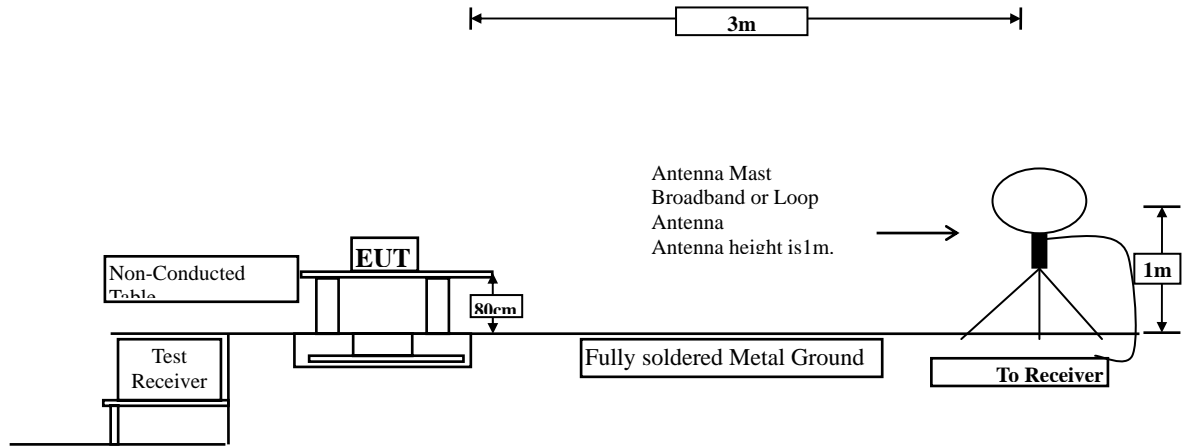 3m
Antenna Mast
Broadband or Loop
Antenna
Antenna height is1m.
EUT
Non-Conducted
Table
80cm
1m
Test
Receiver
Fully soldered Metal Ground
To Receiver